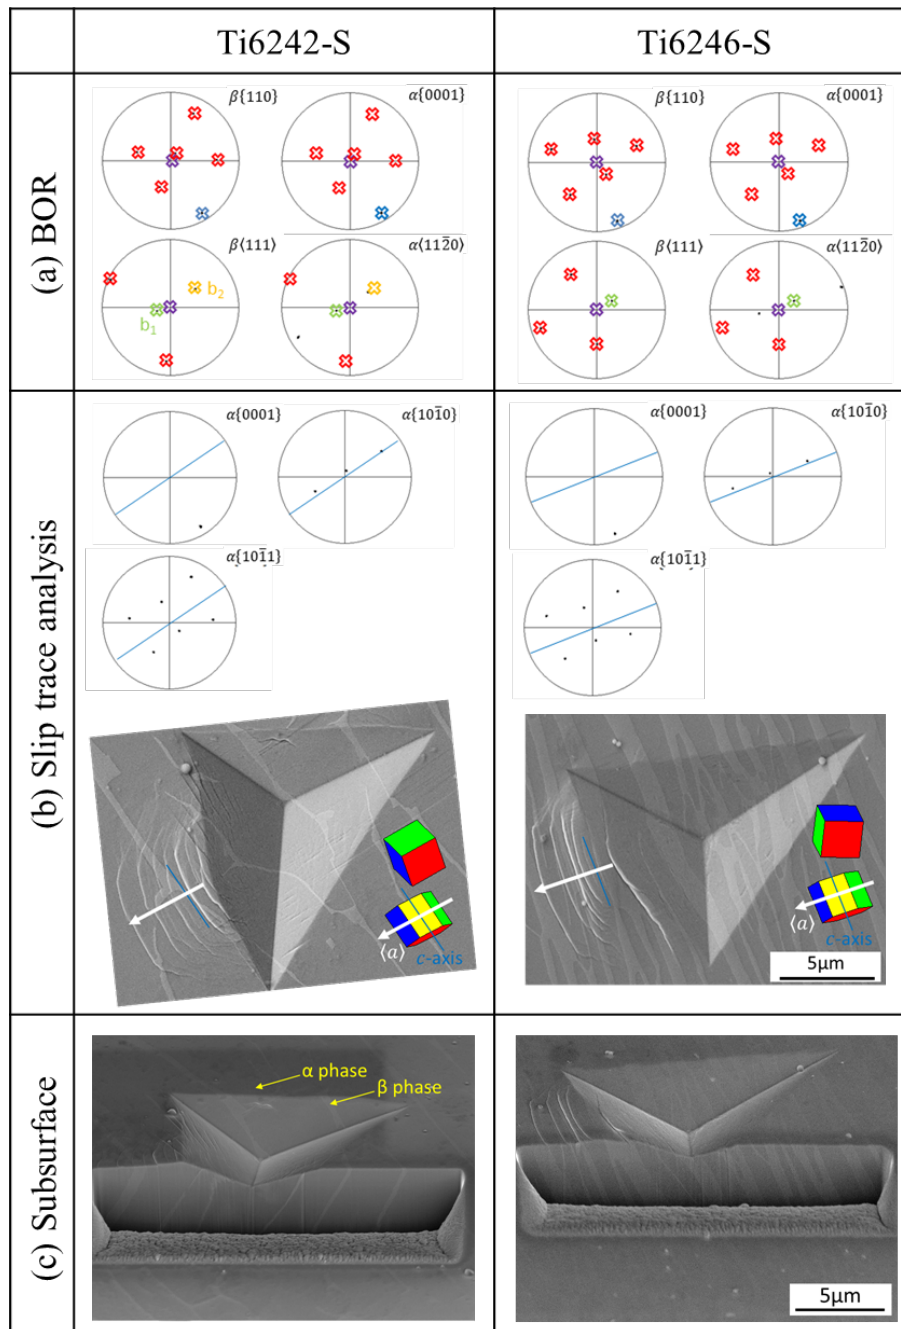 Ti6242-S
Ti6246-S
(a) BOR
β{110}
α{0001}
β{110}
α{0001}
β⟨111⟩
α⟨112̅0⟩
β⟨111⟩
α⟨112̅0⟩
b₂
b₁
(b) Slip trace analysis
α{0001}
α{101̅0}
α{0001}
α{101̅0}
α{101̅1}
α{101̅1}
⟨a⟩
c-axis
⟨a⟩
c-axis
5μm
(c) Subsurface
α phase
β phase
5μm